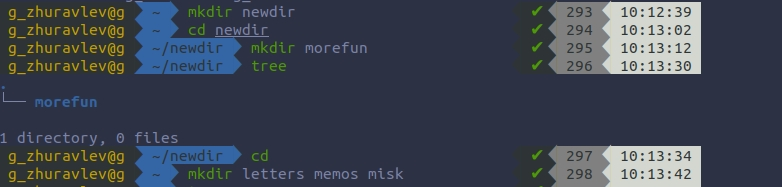 g_zhuravlev@g ~ mkdir newdir ✔ 293 10:12:39
g_zhuravlev@g ~ cd newdir ✔ 294 10:13:02
g_zhuravlev@g ~/newdir mkdir morefun ✔ 295 10:13:12
g_zhuravlev@g ~/newdir tree ✔ 296 10:13:30
.
└── morefun
1 directory, 0 files
g_zhuravlev@g ~/newdir cd ✔ 297 10:13:34
g_zhuravlev@g ~ mkdir letters memos misk ✔ 298 10:13:42